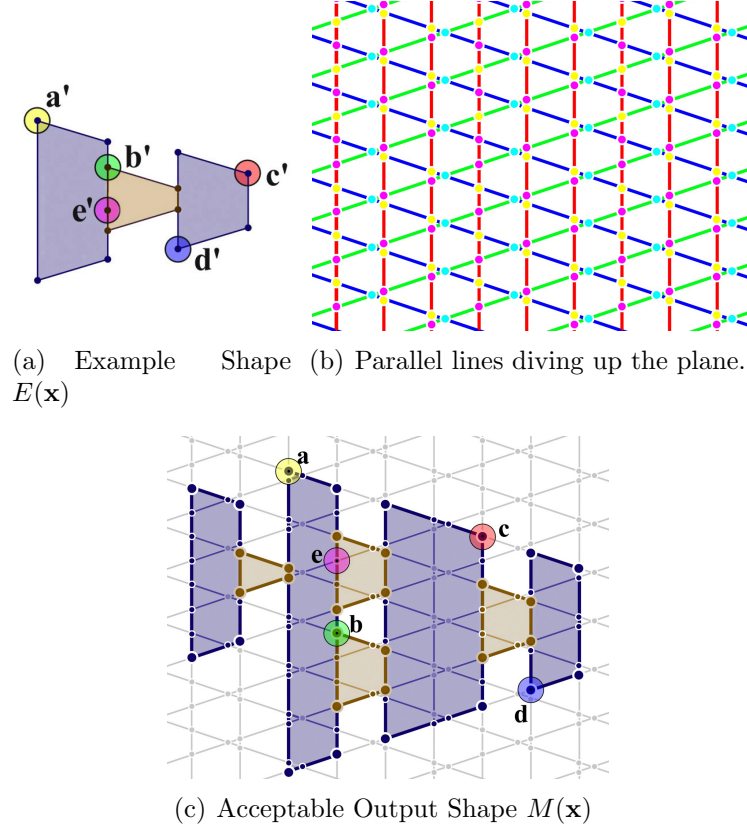 a'
b'
c'
e'
d'
(a) Example Shape E(x)
(b) Parallel lines diving up the plane.
a
c
e
b
d
(c) Acceptable Output Shape M(x)